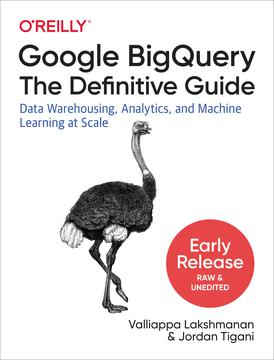 O'REILLY®
Google BigQuery
The Definitive Guide
Data Warehousing, Analytics, and Machine
Learning at Scale
Early
Release
RAW &
UNEDITED
Valliappa Lakshmanan
& Jordan Tigani